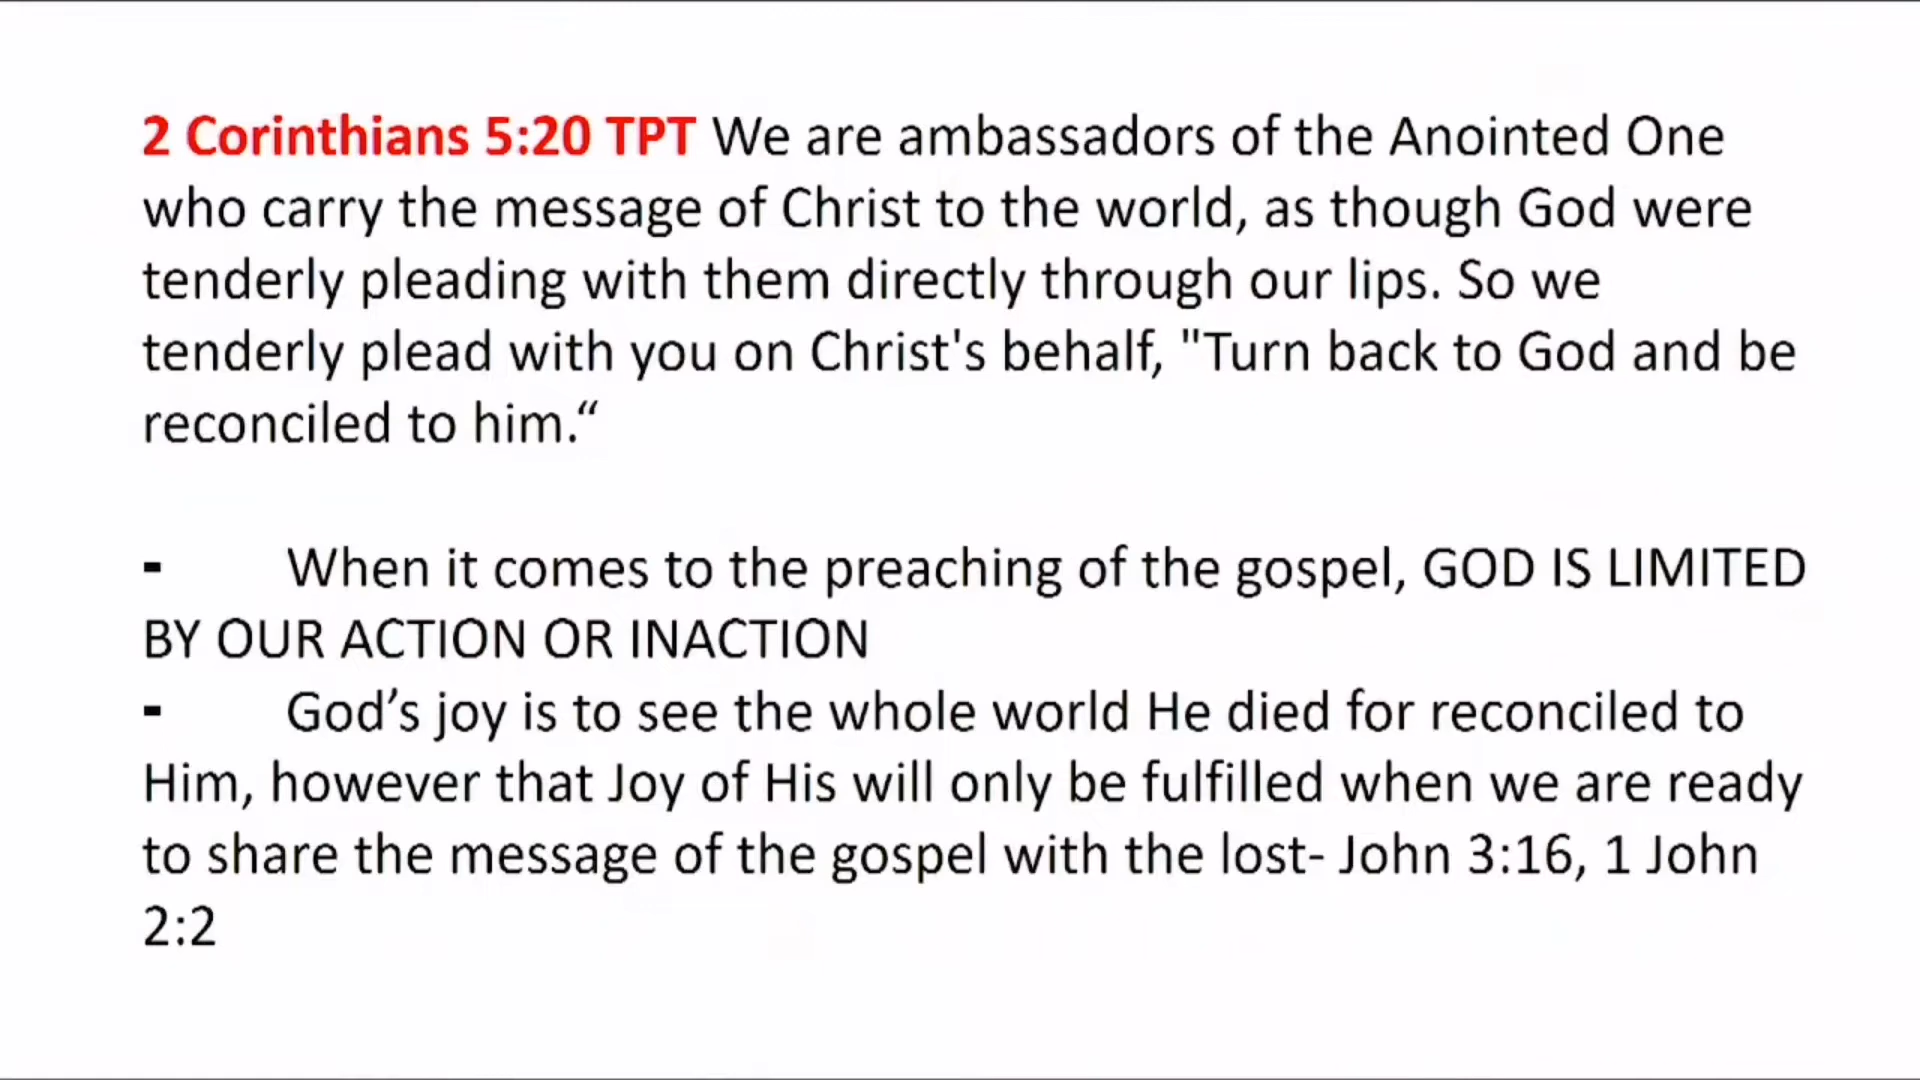 2 Corinthians 5:20 TPT We are ambassadors of the Anointed One
who carry the message of Christ to the world, as though God were
tenderly pleading with them directly through our lips. So we
tenderly plead with you on Christ's behalf, "Turn back to God and be
reconciled to him.“
- When it comes to the preaching of the gospel, GOD IS LIMITED
BY OUR ACTION OR INACTION
- God’s joy is to see the whole world He died for reconciled to
Him, however that Joy of His will only be fulfilled when we are ready
to share the message of the gospel with the lost- John 3:16, 1 John
2:2